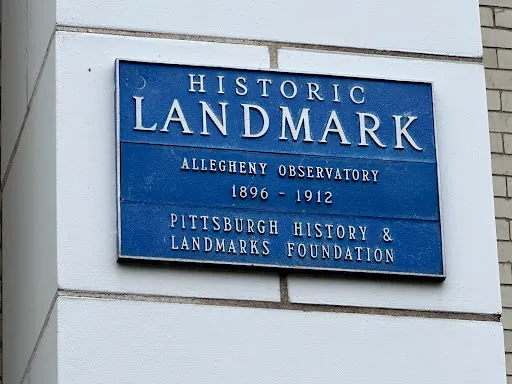 HISTORIC
LANDMARK
ALLEGHENY OBSERVATORY
1896 - 1912
PITTSBURGH HISTORY &
LANDMARKS FOUNDATION